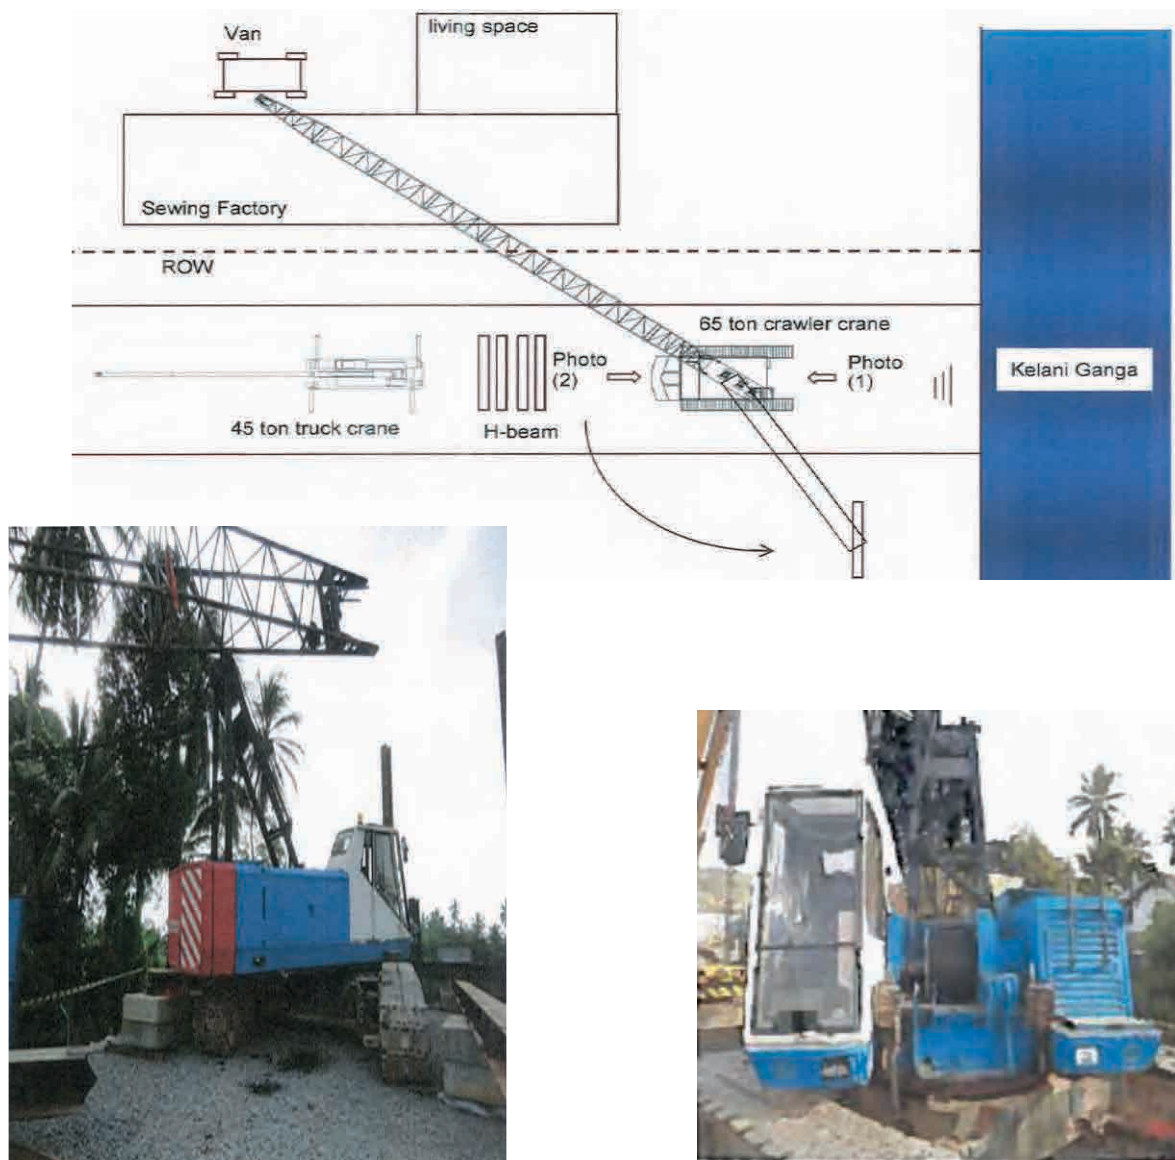 Van
living space
Sewing Factory
ROW
65 ton crawler crane
Photo
(2)
Photo
(1)
Kelani Ganga
45 ton truck crane
H-beam